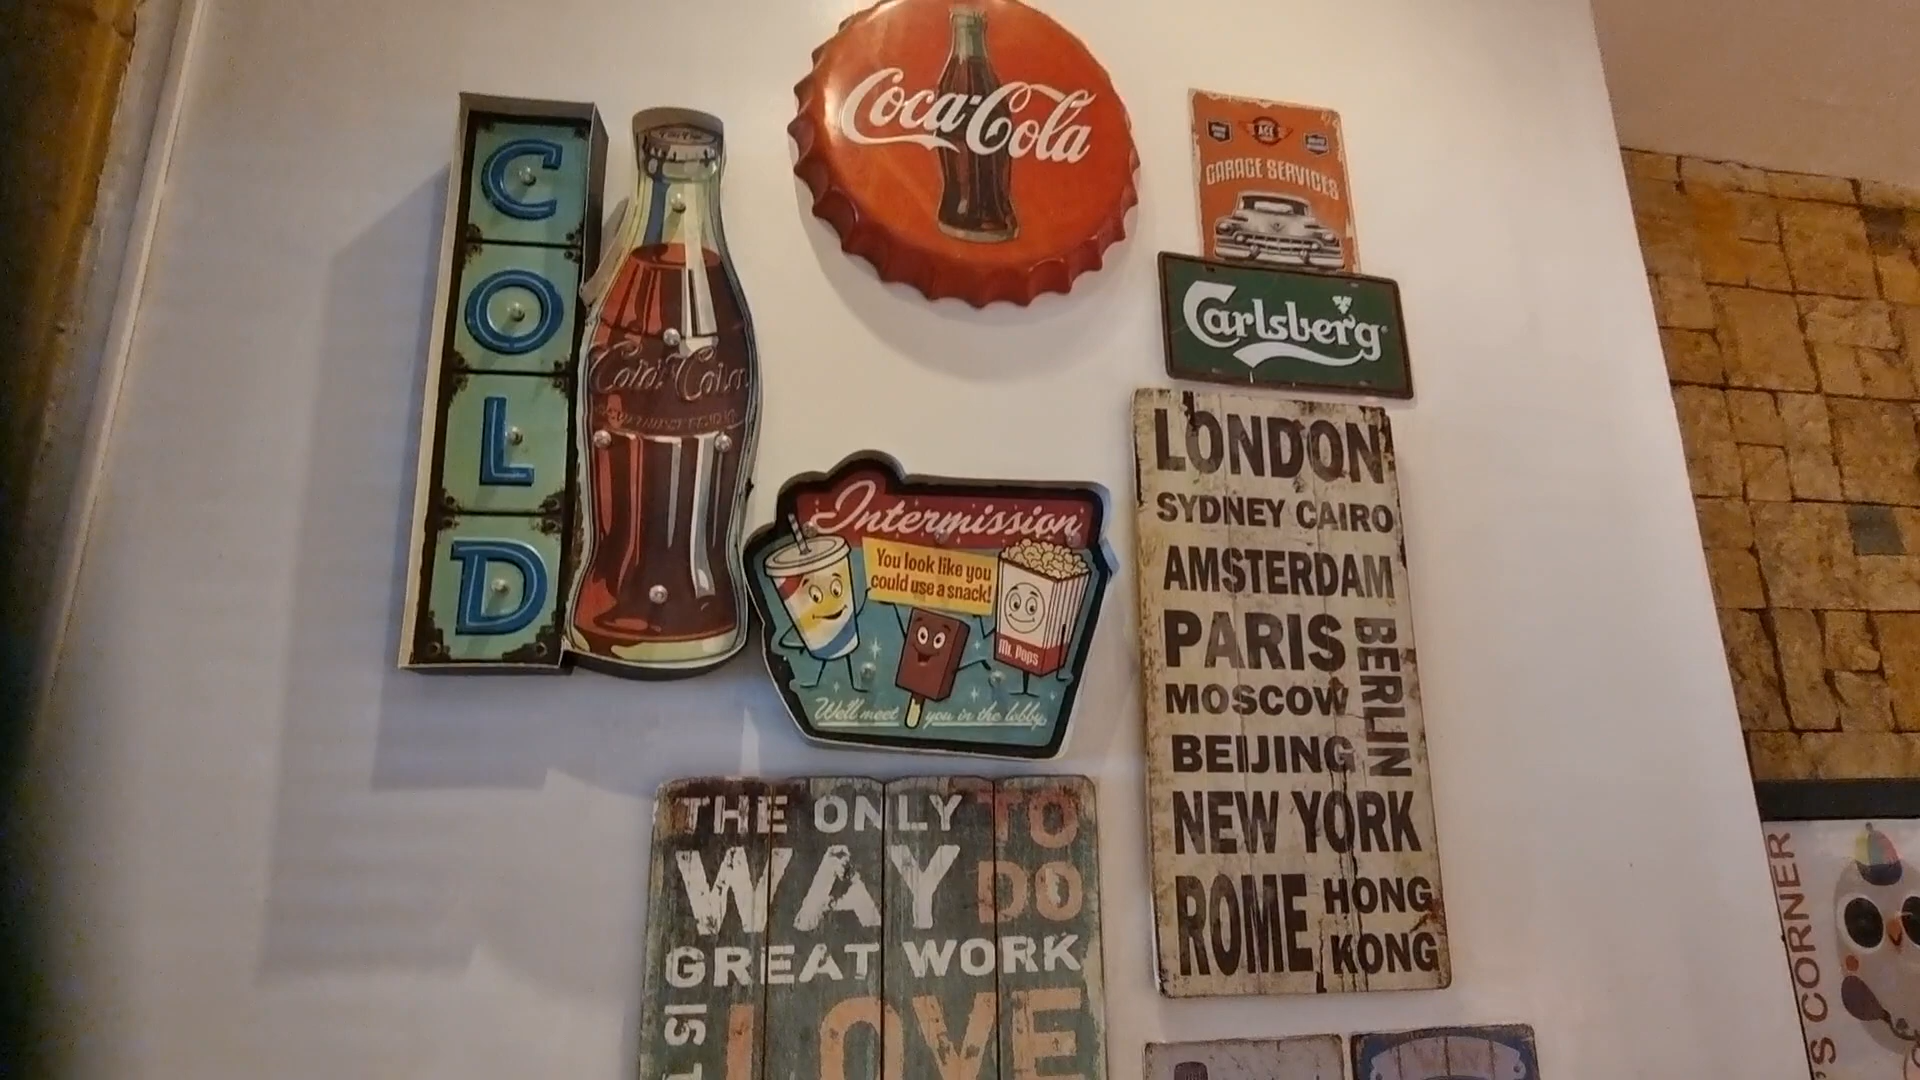 COLD
Coca-Cola
Coca-Cola
ACE
GARAGE SERVICES
Carlsberg
Intermission
You look like you
could use a snack!
Mr. Pops
We'll meet you in the lobby
LONDON
SYDNEY CAIRO
AMSTERDAM
PARIS
BERLIN
MOSCOW
BEIJING
NEW YORK
ROME HONG
KONG
THE ONLY TO
WAY DO
GREAT WORK
IS
LOVE
'S CORNER